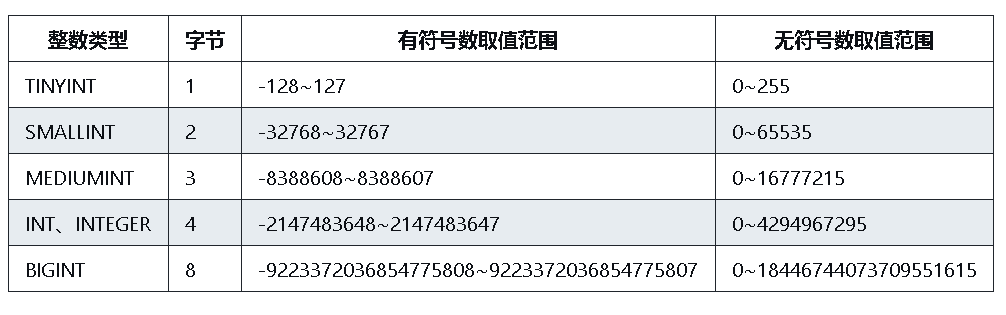 整数类型 字节 有符号数取值范围 无符号数取值范围
TINYINT 1 -128~127 0~255
SMALLINT 2 -32768~32767 0~65535
MEDIUMINT 3 -8388608~8388607 0~16777215
INT、INTEGER 4 -2147483648~2147483647 0~4294967295
BIGINT 8 -9223372036854775808~9223372036854775807 0~18446744073709551615